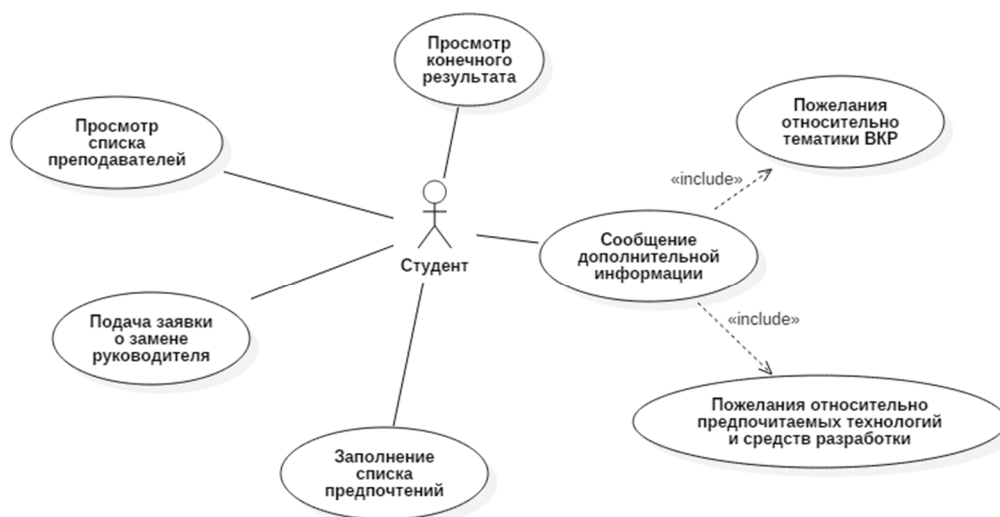 Просмотр
конечного
результата
Просмотр
списка
преподавателей
Пожелания
относительно
тематики ВКР
«include»
Студент
Сообщение
дополнительной
информации
Подача заявки
о замене
руководителя
«include»
Пожелания относительно
предпочитаемых технологий
и средств разработки
Заполнение
списка
предпочтений